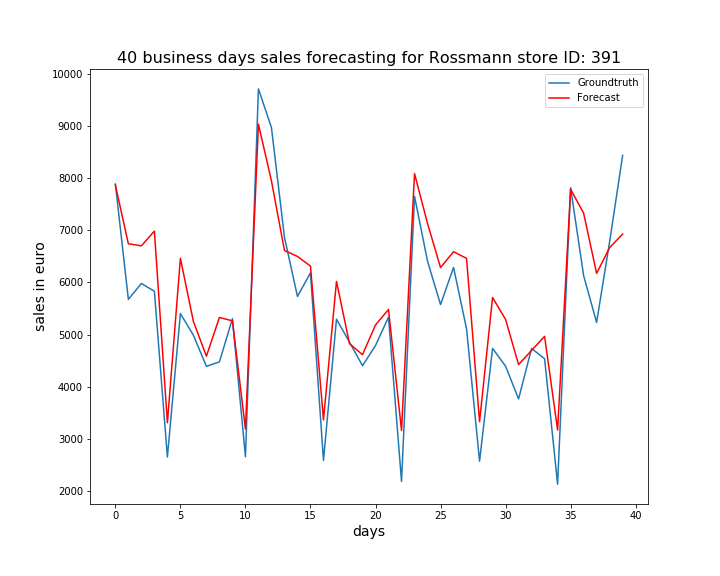 40 business days sales forecasting for Rossmann store ID: 391
Groundtruth
Forecast
10000
9000
8000
7000
6000
5000
4000
3000
2000
sales in euro
0 5 10 15 20 25 30 35 40
days